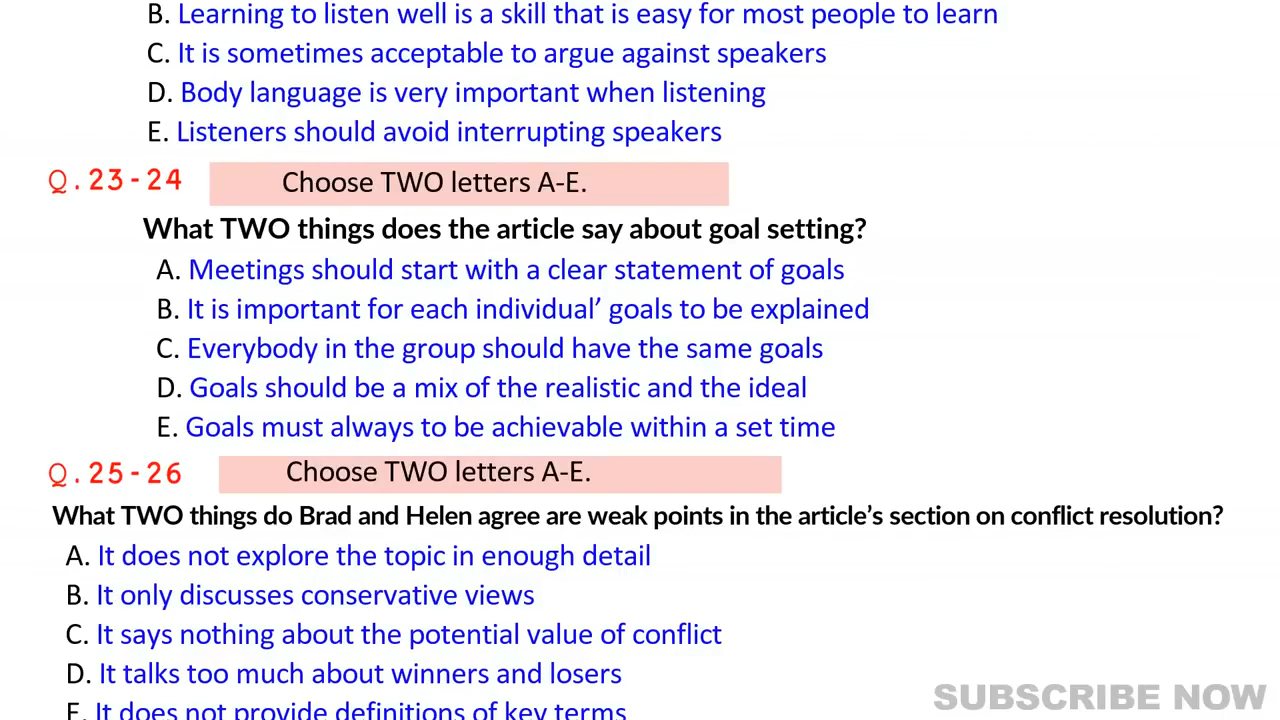 B. Learning to listen well is a skill that is easy for most people to learn
C. It is sometimes acceptable to argue against speakers
D. Body language is very important when listening
E. Listeners should avoid interrupting speakers
Q.23-24 Choose TWO letters A-E.
What TWO things does the article say about goal setting?
A. Meetings should start with a clear statement of goals
B. It is important for each individual’ goals to be explained
C. Everybody in the group should have the same goals
D. Goals should be a mix of the realistic and the ideal
E. Goals must always to be achievable within a set time
Q.25-26 Choose TWO letters A-E.
What TWO things do Brad and Helen agree are weak points in the article’s section on conflict resolution?
A. It does not explore the topic in enough detail
B. It only discusses conservative views
C. It says nothing about the potential value of conflict
D. It talks too much about winners and losers
E. It does not provide definitions of key terms
SUBSCRIBE NOW